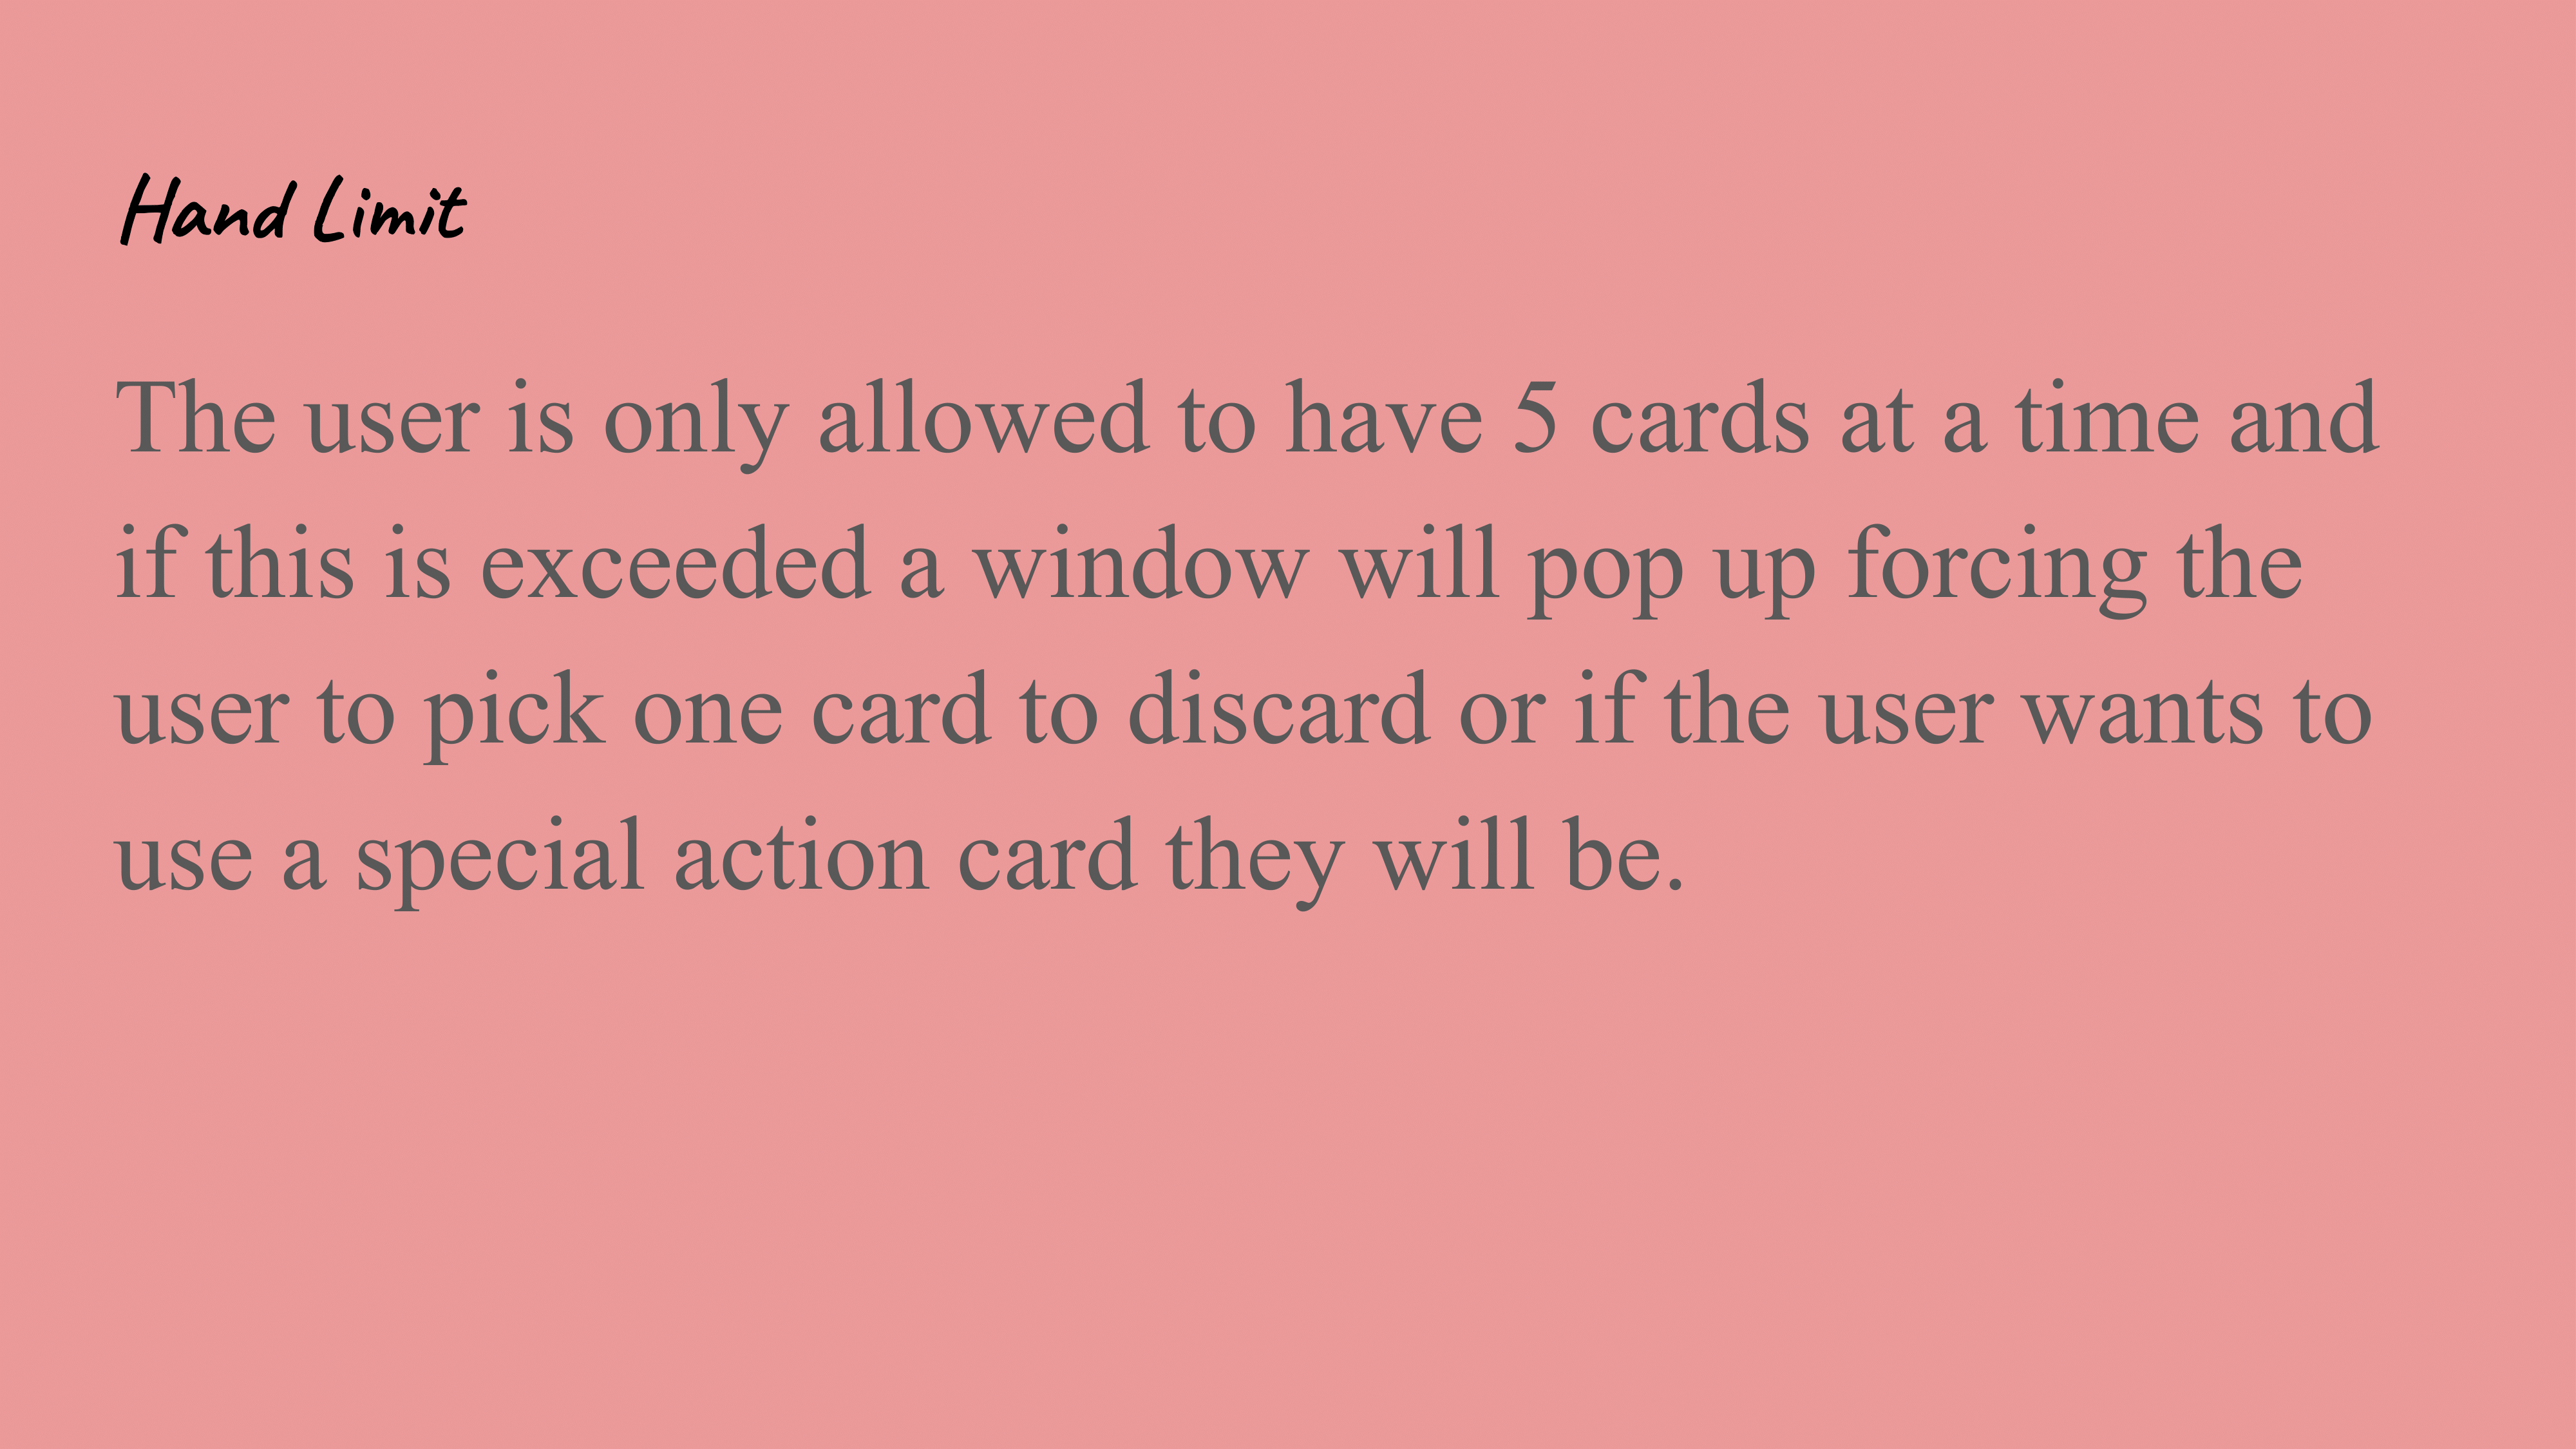 Hand Limit
The user is only allowed to have 5 cards at a time and
if this is exceeded a window will pop up forcing the
user to pick one card to discard or if the user wants to
use a special action card they will be.